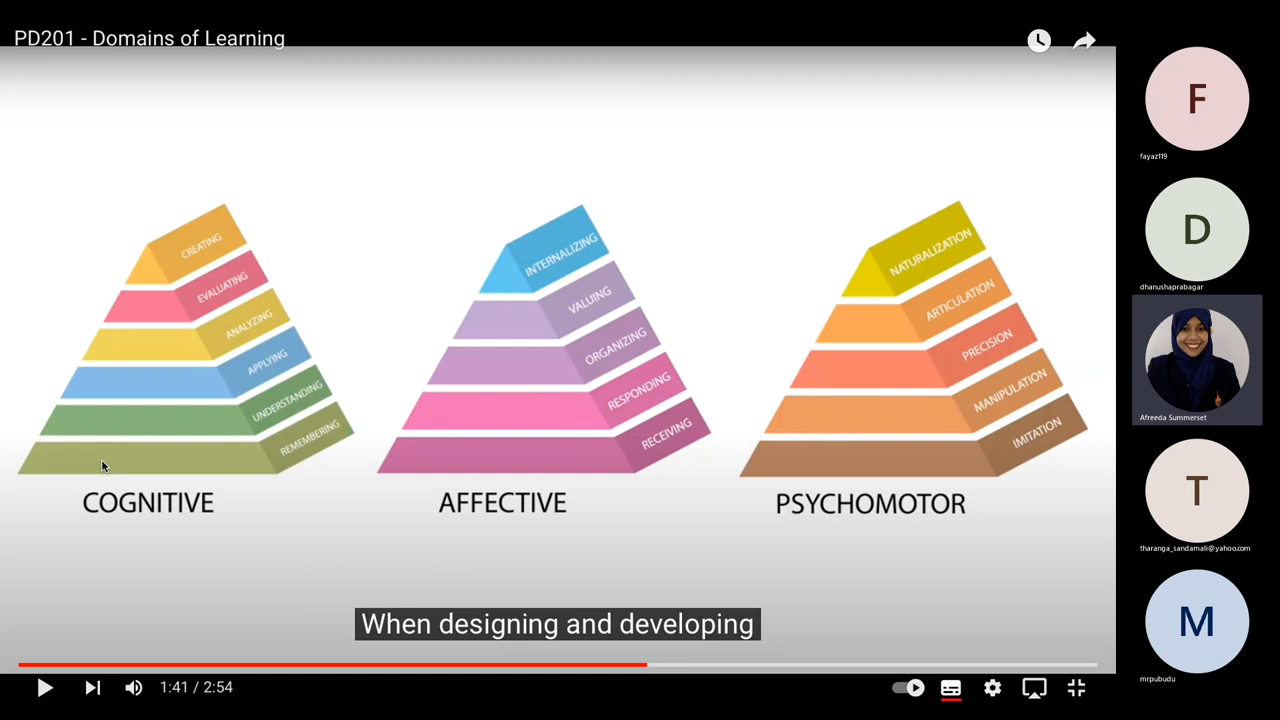 PD201 - Domains of Learning
CREATING
EVALUATING
ANALYZING
APPLYING
UNDERSTANDING
REMEMBERING
COGNITIVE
INTERNALIZING
VALUING
ORGANIZING
RESPONDING
RECEIVING
AFFECTIVE
NATURALIZATION
ARTICULATION
PRECISION
MANIPULATION
IMITATION
PSYCHOMOTOR
When designing and developing
1:41 / 2:54
F
fayaz119
D
dhanushaprabagar
Afreeda Summerset
T
tharanga_sandamali@yahoo.com
M
mrpubudu